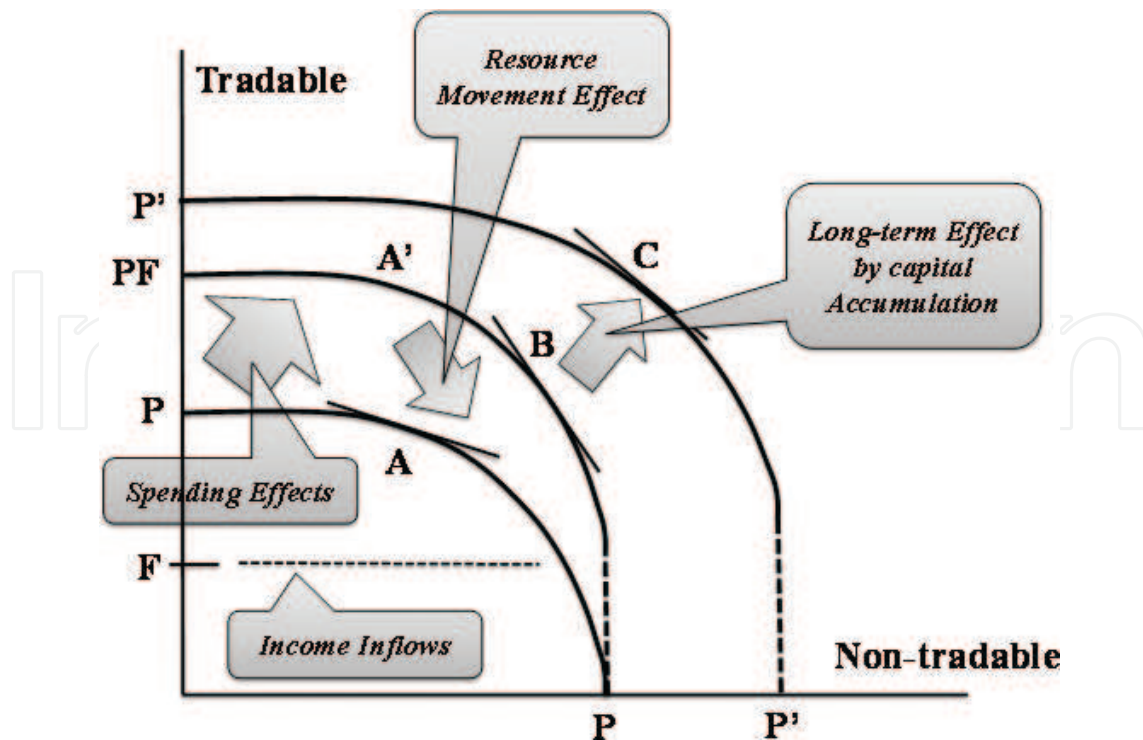 Resource
Movement Effect
Tradable
P'
PF
A'
C
Long-term Effect
by capital
Accumulation
B
P
A
Spending Effects
F
Income Inflows
Non-tradable
P
P'